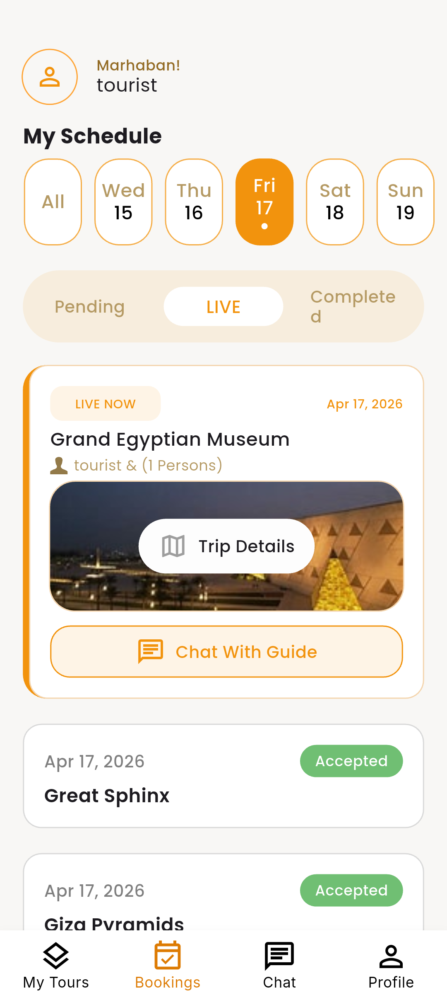 Marhaban!
tourist
My Schedule
All
Wed
15
Thu
16
Fri
17
Sat
18
Sun
19
Pending
LIVE
Complete
d
LIVE NOW
Apr 17, 2026
Grand Egyptian Museum
tourist & (1 Persons)
Trip Details
Chat With Guide
Apr 17, 2026
Accepted
Great Sphinx
Apr 17, 2026
Accepted
Giza Pyramids
My Tours
Bookings
Chat
Profile